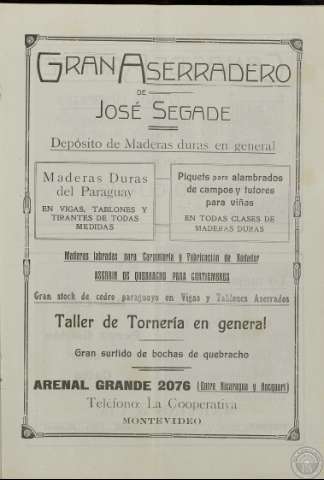 GRAN ASERRADERO
DE
JOSÉ SEGADE
Depósito de Maderas duras en general
Maderas Duras
del Paraguay
EN VIGAS, TABLONES Y
TIRANTES DE TODAS
MEDIDAS
Piquets para alambrados
de campos y tutores
para viñas
EN TODAS CLASES DE
MADERAS DURAS
Maderas labradas para Carpintería y Fabricación de Rodados
ASERRIN DE QUEBRACHO PARA CURTIEMBRES
Gran stock de cedro paraguayo en Vigas y Tablones Aserrados
Taller de Tornería en general
Gran surtido de bochas de quebracho
ARENAL GRANDE 2076 (Entre Nicaragua y Yacquarí)
Teléfono: La Cooperativa
MONTEVIDEO